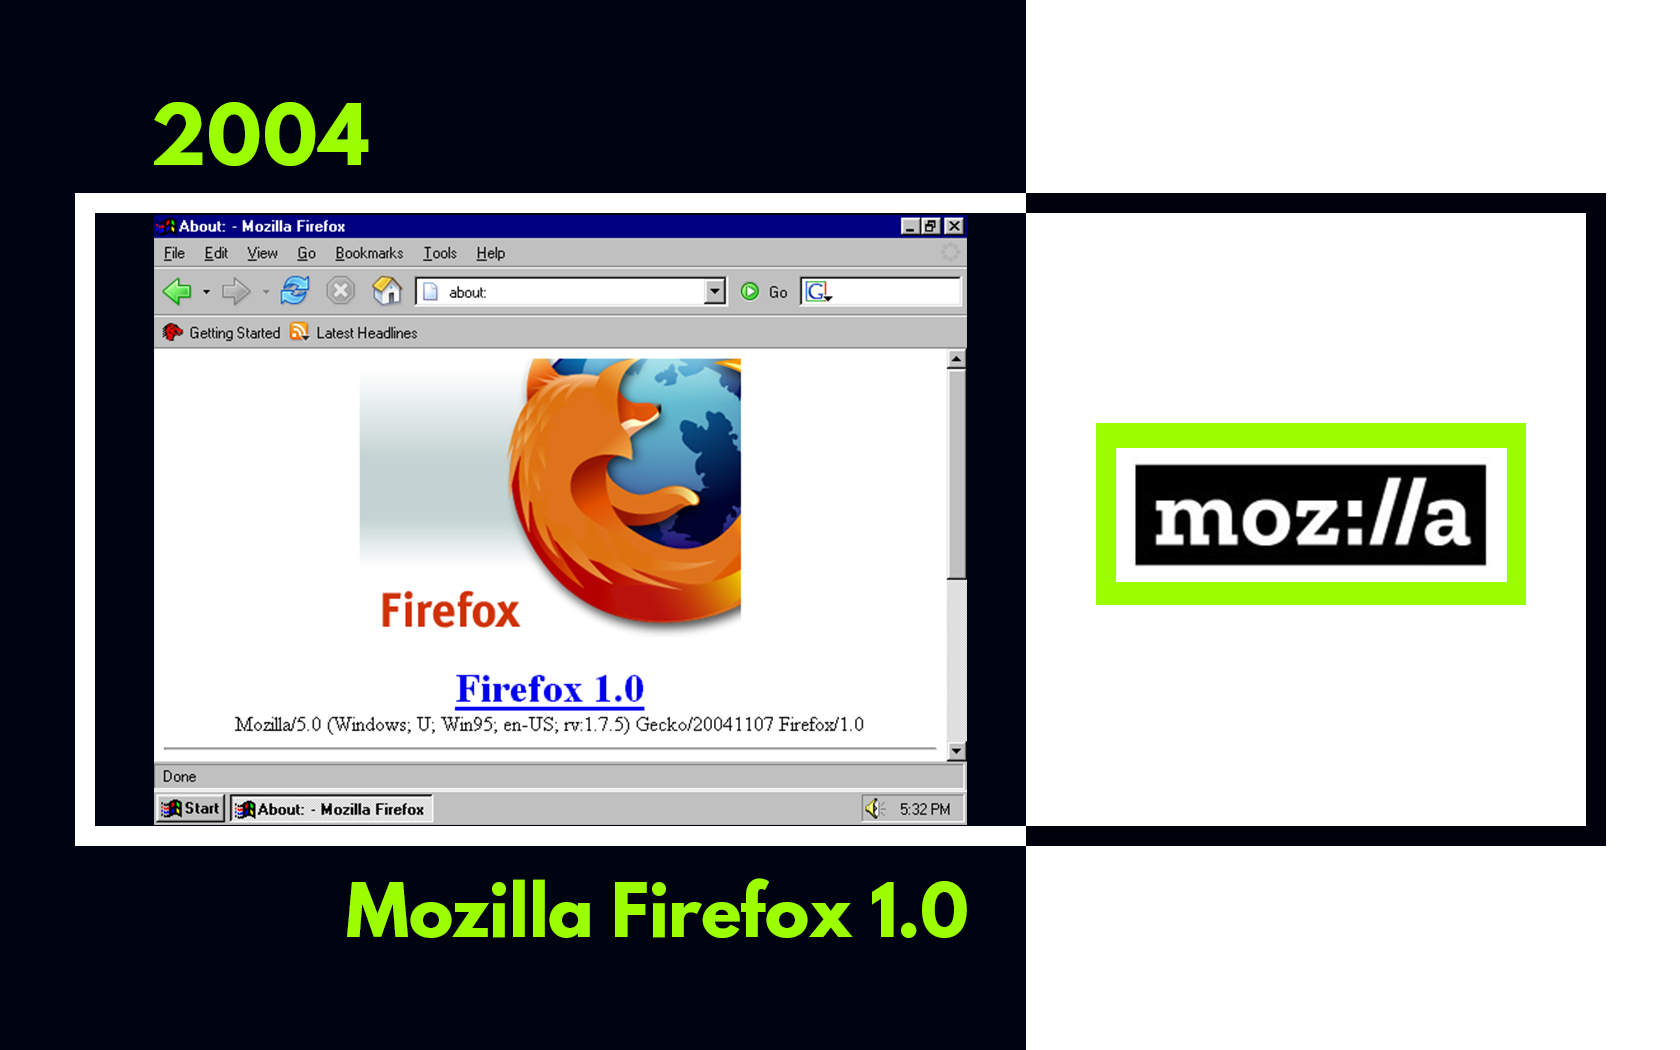 2004
About: - Mozilla Firefox
File Edit View Go Bookmarks Tools Help
about: Go G
Getting Started Latest Headlines
Firefox
moz://a
Firefox 1.0
Mozilla/5.0 (Windows; U; Win95; en-US; rv:1.7.5) Gecko/20041107 Firefox/1.0
Done
Start About: - Mozilla Firefox 5:32 PM
Mozilla Firefox 1.0